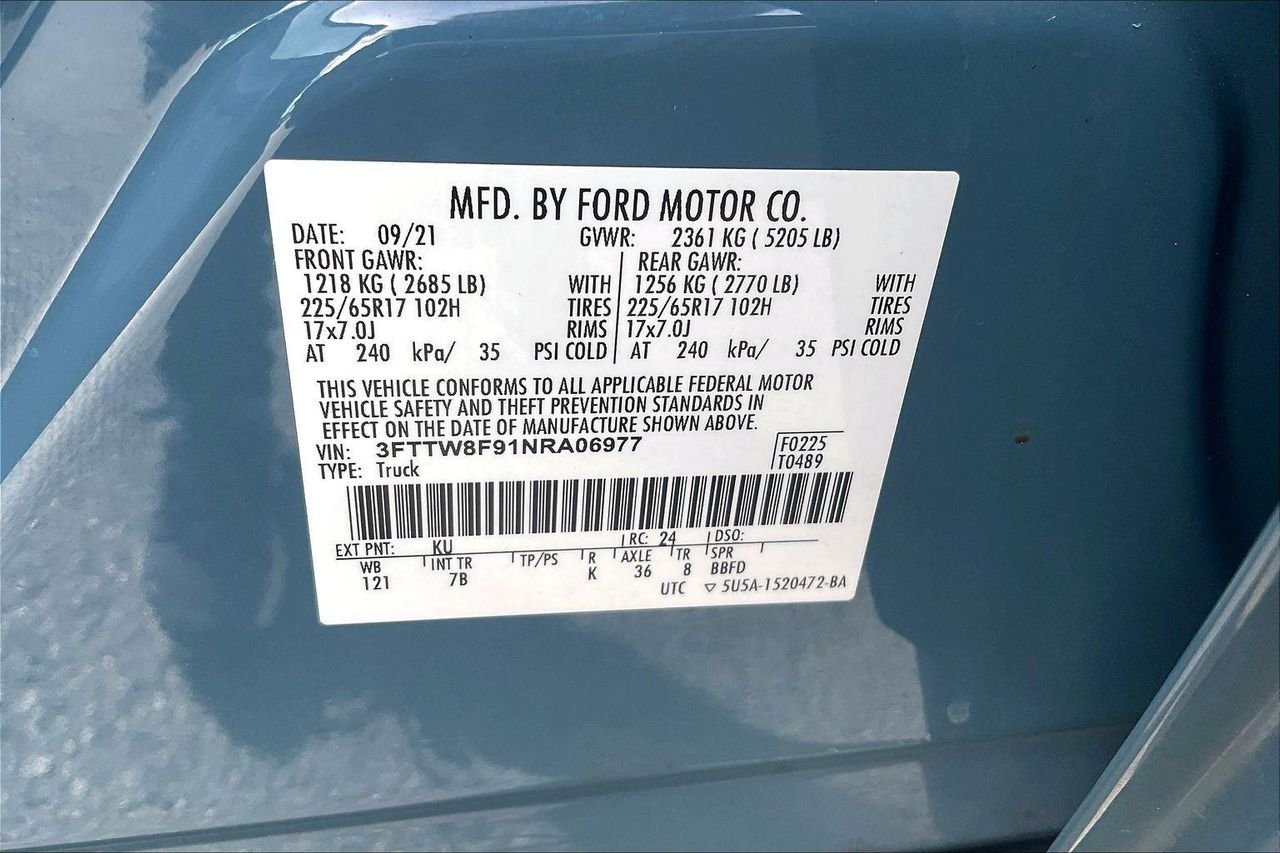 MFD. BY FORD MOTOR CO.
DATE: 09/21 GVWR: 2361 KG ( 5205 LB)
FRONT GAWR: REAR GAWR:
1218 KG ( 2685 LB) WITH 1256 KG ( 2770 LB) WITH
225/65R17 102H TIRES 225/65R17 102H TIRES
17x7.0J RIMS 17x7.0J RIMS
AT 240 kPa/ 35 PSI COLD AT 240 kPa/ 35 PSI COLD
THIS VEHICLE CONFORMS TO ALL APPLICABLE FEDERAL MOTOR
VEHICLE SAFETY AND THEFT PREVENTION STANDARDS IN
EFFECT ON THE DATE OF MANUFACTURE SHOWN ABOVE.
VIN: 3FTTW8F91NRA06977 F0225
TYPE: Truck T0489
EXT PNT: KU RC: 24 DSO:
WB INT TR TP/PS R AXLE TR SPR
121 7B K 36 8 BBFD
UTC ▽ 5U5A-1520472-BA